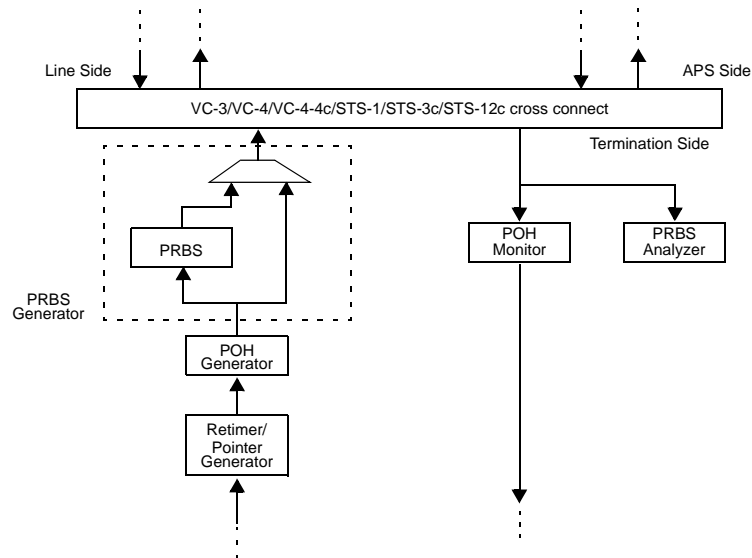 Line Side
APS Side
VC-3/VC-4/VC-4-4c/STS-1/STS-3c/STS-12c cross connect
Termination Side
PRBS
POH
Monitor
PRBS
Analyzer
PRBS
Generator
POH
Generator
Retimer/
Pointer
Generator